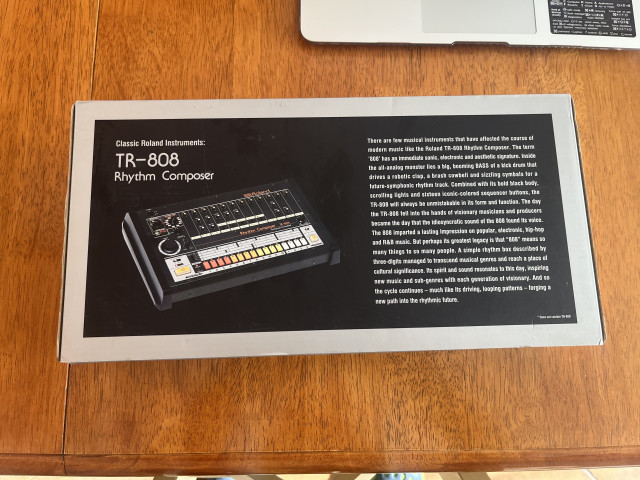 Classic Roland Instruments:
TR-808
Rhythm Composer
There are few musical instruments that have affected the course of
modern music like the Roland TR-808 Rhythm Composer. The term
'808' has an immediate sonic, electronic and aesthetic signature. Inside
the all-analog monster lies a big, booming BASS of a kick drum that
drives a robotic clap, a brash cowbell and sizzling cymbals for a
future-symphonic rhythm track. Combined with its bold black body,
scrolling lights and sixteen iconic-colored sequencer buttons, the
TR-808 will always be unmistakable in its form and function. The day
the TR-808 fell into the hands of visionary musicians and producers
became the day that the idiosyncratic sound of the 808 found its voice.
The 808 imparted a lasting impression on popular, electronic, hip-hop
and R&B music. But perhaps its greatest legacy is that "808" means so
many things to so many people. A simple rhythm box described by
three-digits managed to transcend musical genres and reach a place of
cultural significance. Its spirit and sound resonates to this day, inspiring
new music and sub-genres with each generation of visionary. And so
the cycle continues – much like its driving, looping patterns – forging a
new path into the rhythmic future.
Rhythm Composer